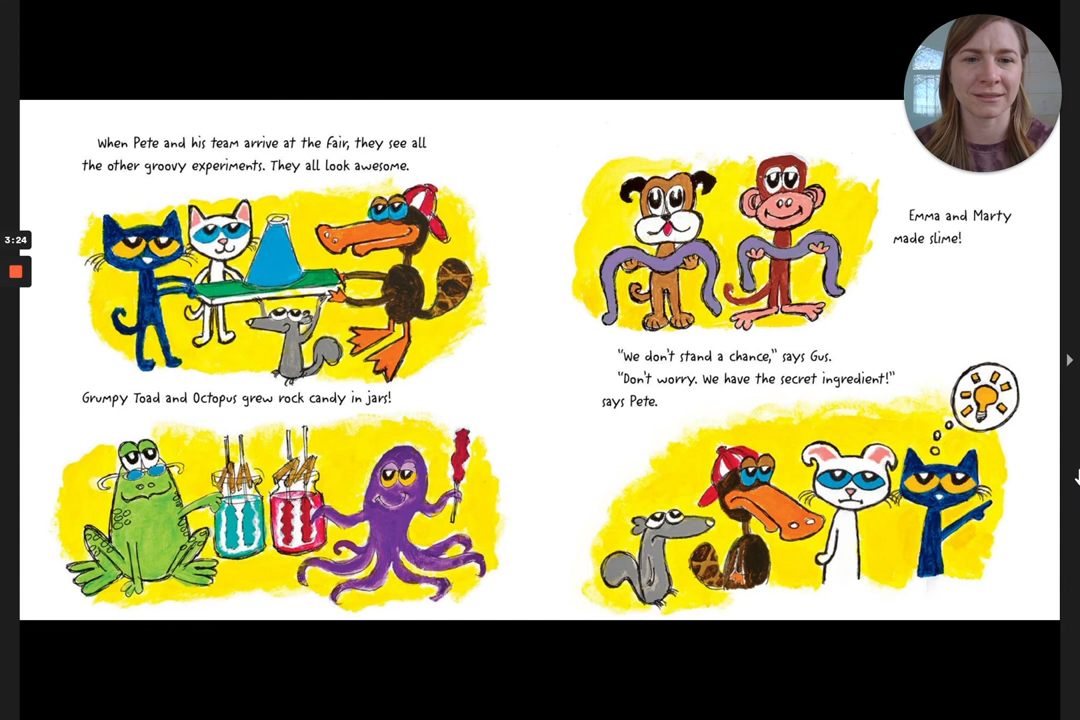 When Pete and his team arrive at the fair, they see all
the other groovy experiments. They all look awesome.
Grumpy Toad and Octopus grew rock candy in jars!
Emma and Marty
made slime!
"We don't stand a chance," says Gus.
"Don't worry. We have the secret ingredient!"
says Pete.
3:24